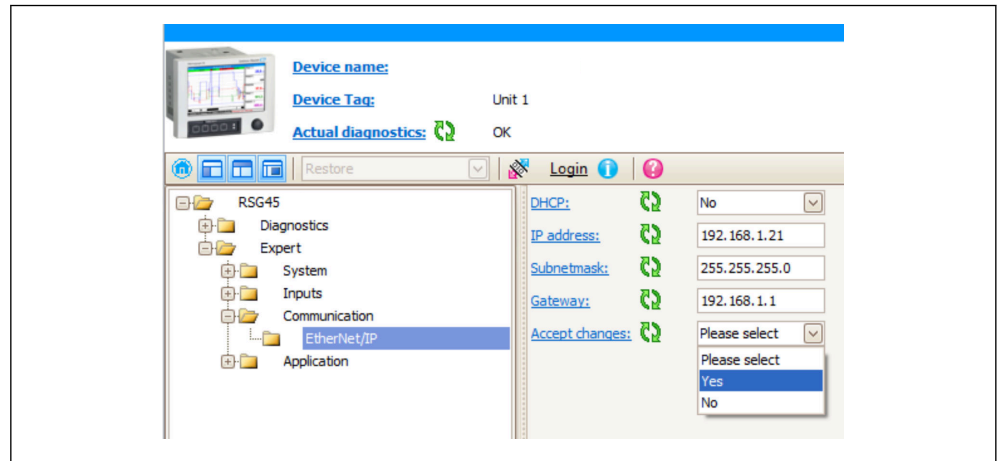 Device name:
Device Tag: Unit 1
Actual diagnostics: OK
Restore Login
RSG45
Diagnostics
Expert
System
Inputs
Communication
EtherNet/IP
Application
DHCP: No
IP address: 192.168.1.21
Subnetmask: 255.255.255.0
Gateway: 192.168.1.1
Accept changes: Please select
Please select
Yes
No